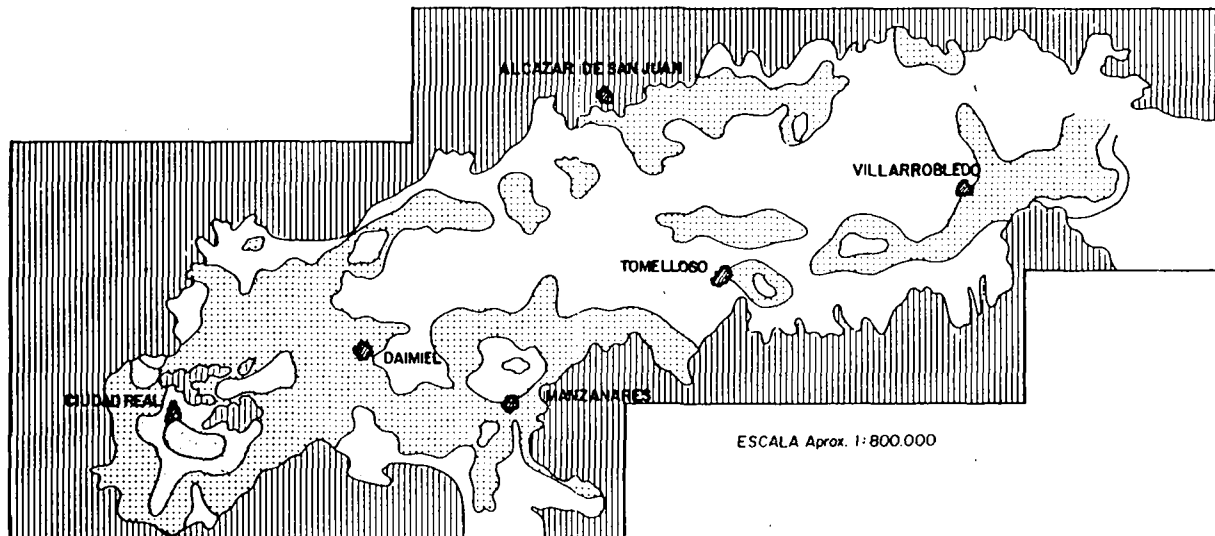 ALCAZAR DE SAN JUAN
VILLARROBLEDO
TOMELLOSO
DAIMIEL
CIUDAD REAL
MANZANARES
ESCALA Aprox. 1:800.000